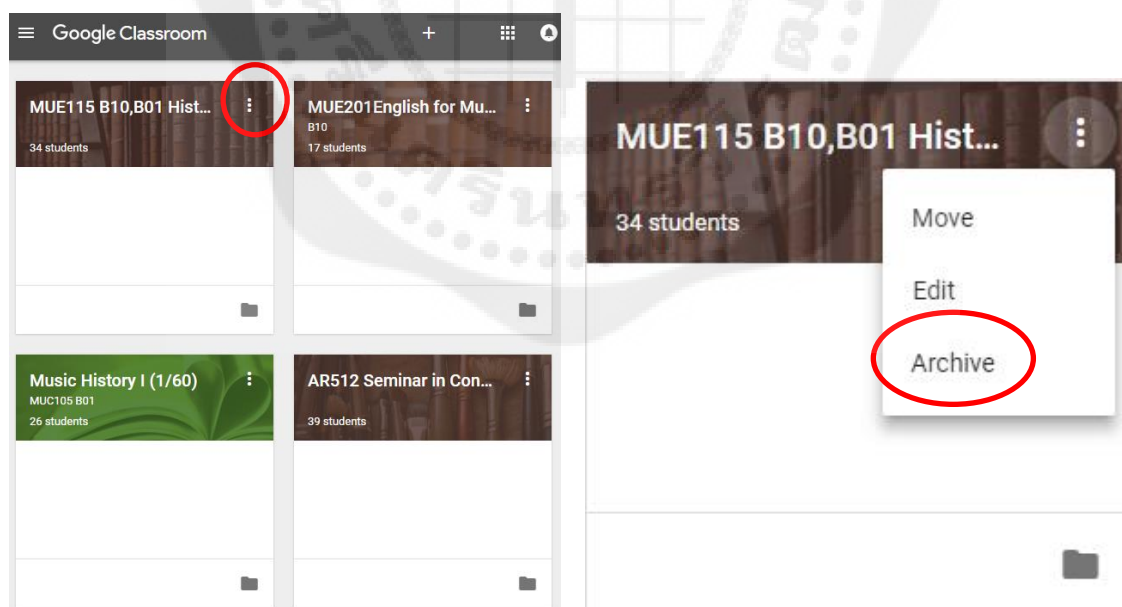 Google Classroom
MUE115 B10,B01 Hist...
34 students
MUE201English for Mu...
B10
17 students
Music History I (1/60)
MUC105 B01
26 students
AR512 Seminar in Con...
39 students
MUE115 B10,B01 Hist...
34 students
Move
Edit
Archive